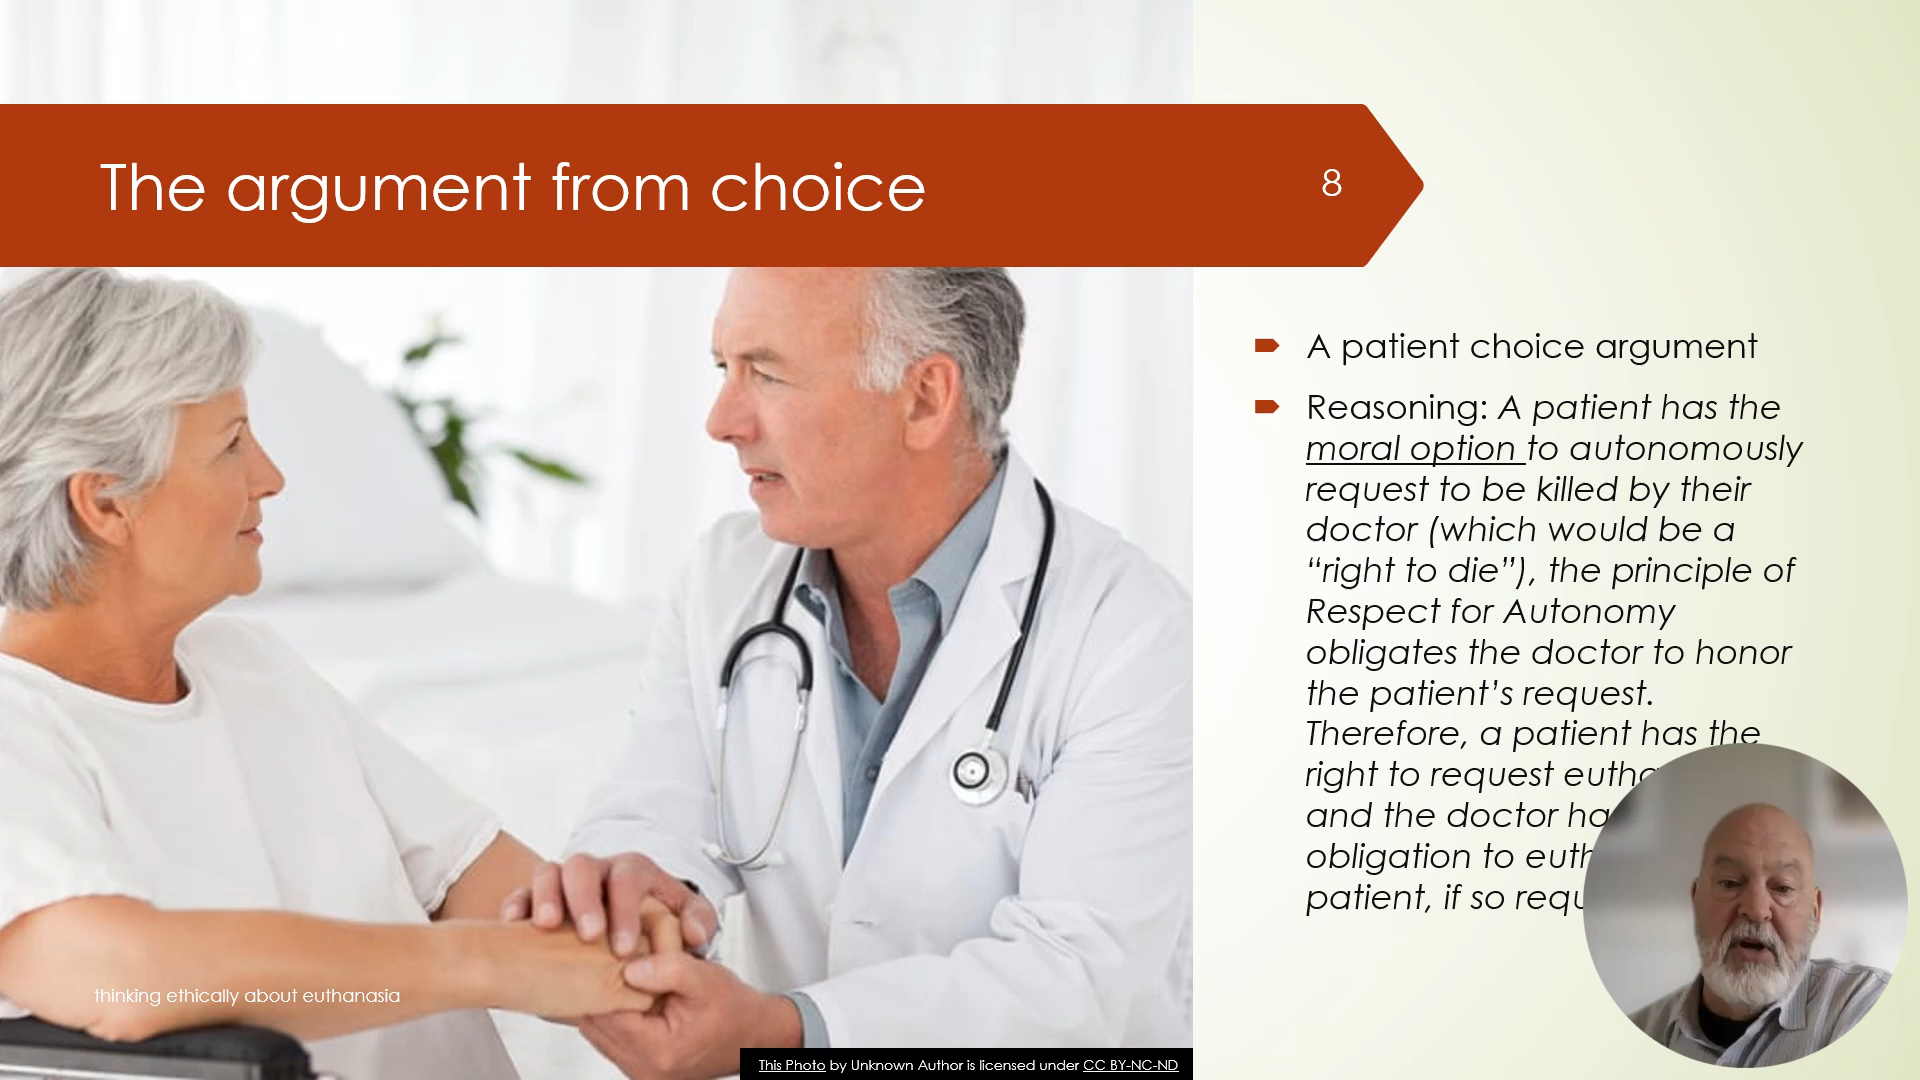 The argument from choice
8
A patient choice argument
Reasoning: A patient has the
moral option to autonomously
request to be killed by their
doctor (which would be a
“right to die”), the principle of
Respect for Autonomy
obligates the doctor to honor
the patient’s request.
Therefore, a patient has the
right to request
and the doctor
obligation to
patient, if so
thinking ethically about euthanasia
This Photo by Unknown Author is licensed under CC BY-NC-ND